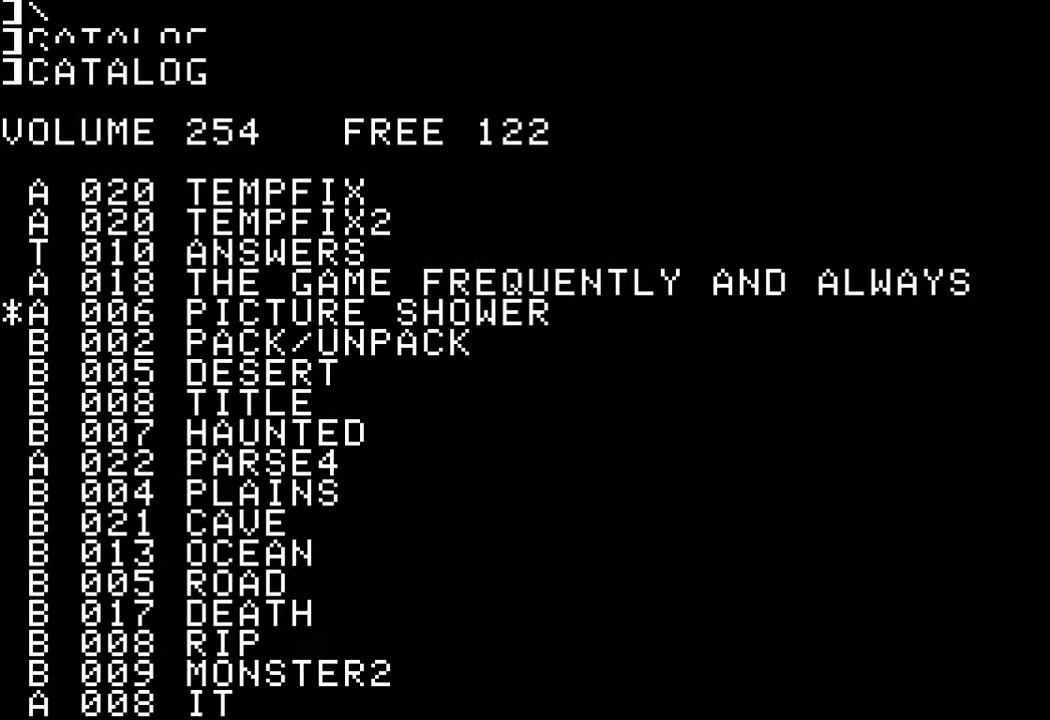 ]\
]CATALOG
]CATALOG
VOLUME 254 FREE 122
A 020 TEMPFIX
A 020 TEMPFIX2
T 010 ANSWERS
A 018 THE GAME FREQUENTLY AND ALWAYS
*A 006 PICTURE SHOWER
B 002 PACK/UNPACK
B 005 DESERT
B 008 TITLE
B 007 HAUNTED
A 022 PARSE4
B 004 PLAINS
B 021 CAVE
B 013 OCEAN
B 005 ROAD
B 017 DEATH
B 008 RIP
B 009 MONSTER2
A 008 IT